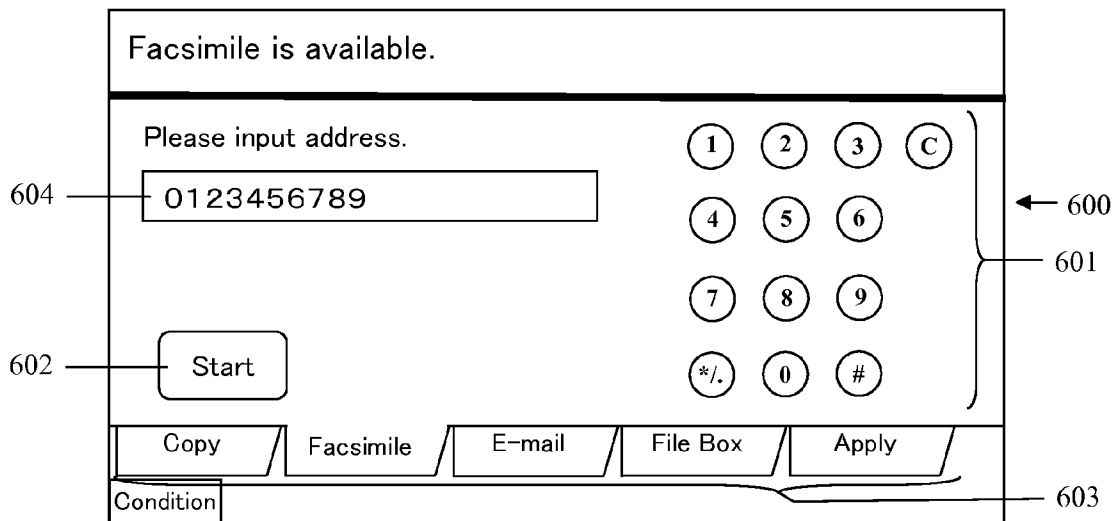 Facsimile is available.
Please input address.
1 2 3 C
604 0123456789
4 5 6
600
601
7 8 9
602 Start
*/. 0 #
Copy Facsimile E-mail File Box Apply
Condition
603